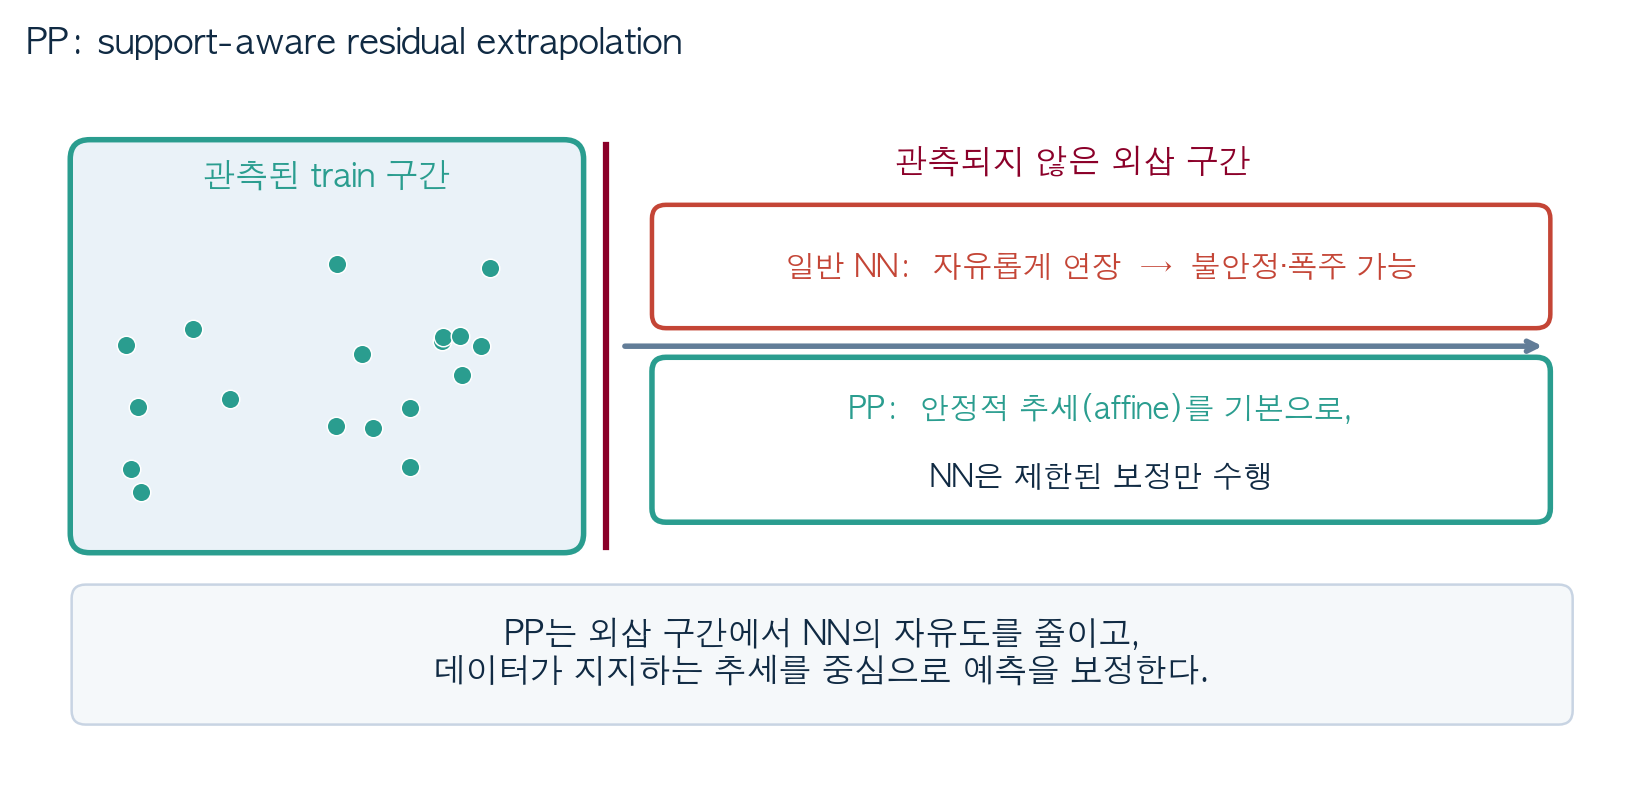 PP: support-aware residual extrapolation
관측된 train 구간
관측되지 않은 외삽 구간
일반 NN: 자유롭게 연장 → 불안정·폭주 가능
PP: 안정적 추세(affine)를 기본으로,
NN은 제한된 보정만 수행
PP는 외삽 구간에서 NN의 자유도를 줄이고,
데이터가 지지하는 추세를 중심으로 예측을 보정한다.